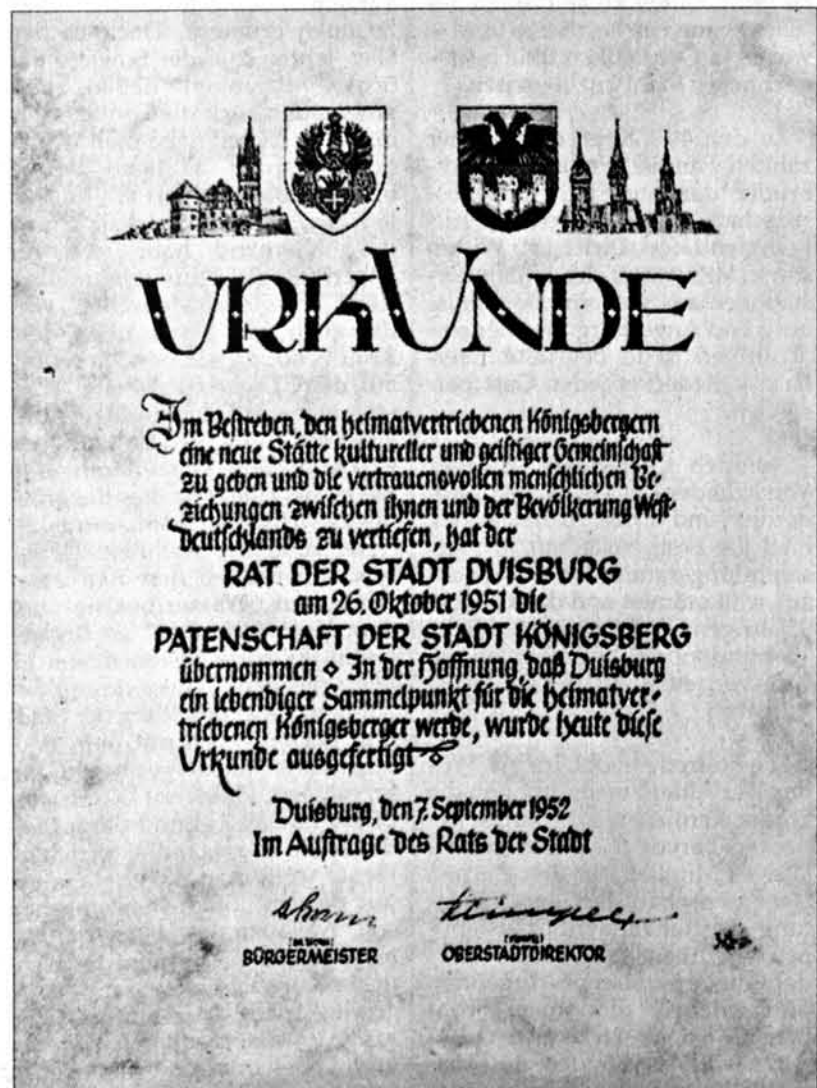 URKUNDE
Im Bestreben, den heimatvertriebenen Königsbergern
eine neue Stätte kultureller und geistiger Gemeinschaft
zu geben und die vertrauensvollen menschlichen Be-
ziehungen zwischen ihnen und der Bevölkerung West-
deutschlands zu vertiefen, hat der
RAT DER STADT DUISBURG
am 26. Oktober 1951 die
PATENSCHAFT DER STADT KÖNIGSBERG
übernommen ⋄ In der Hoffnung, daß Duisburg
ein lebendiger Sammelpunkt für die heimatver-
triebenen Königsberger werde, wurde heute diese
Urkunde ausgefertigt ⋄
Duisburg, den 7. September 1952
Im Auftrage des Rats der Stadt
BÜRGERMEISTER OBERSTADTDIREKTOR